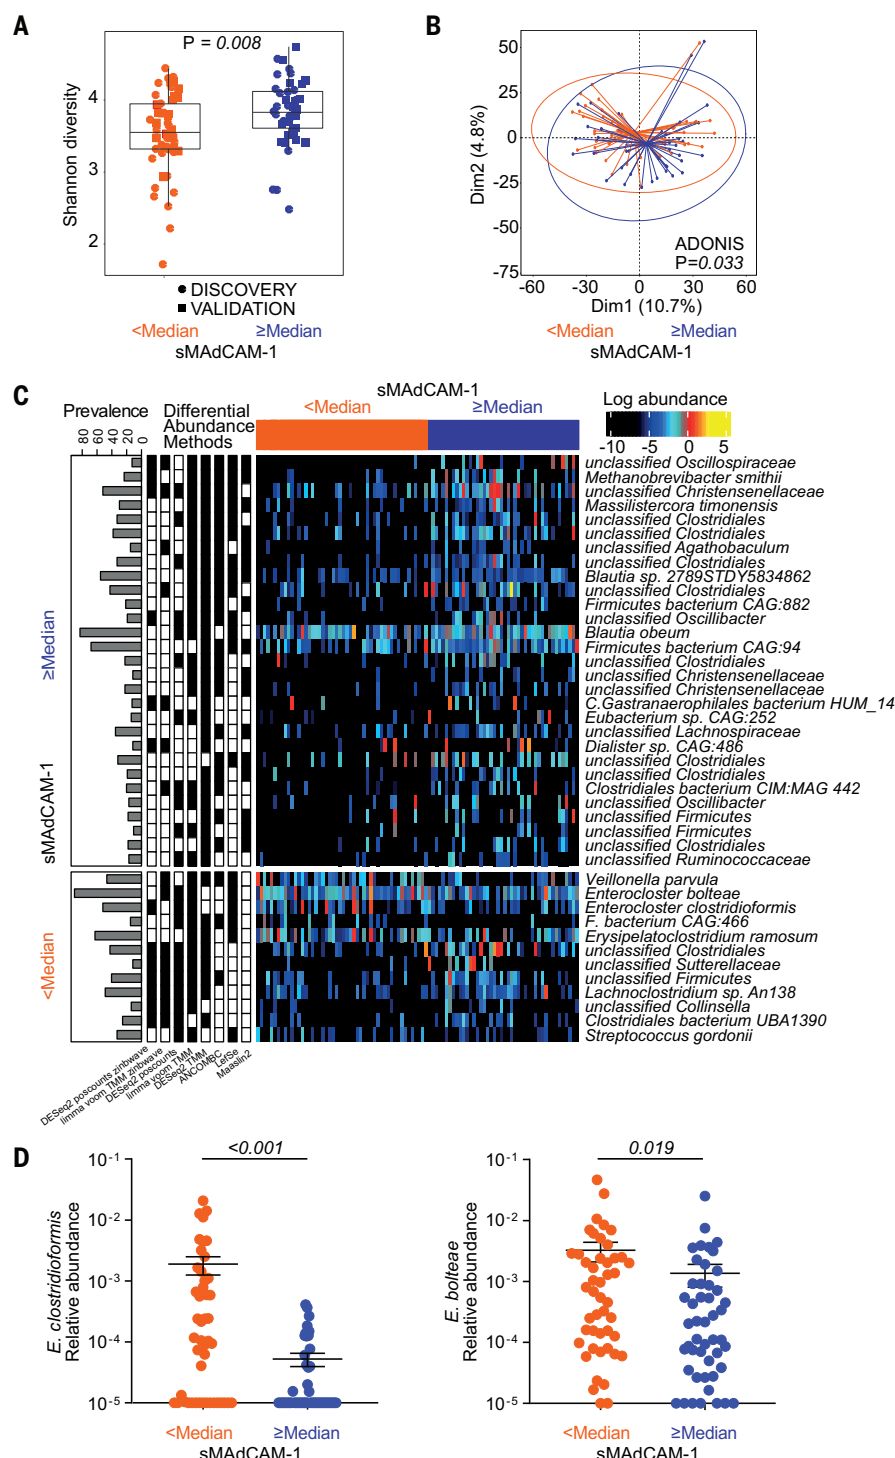 A
P = 0.008
Shannon diversity
4
3
2
DISCOVERY
VALIDATION
<Median
≥Median
sMAdCAM-1
B
50
25
0
-25
-50
-75
Dim2 (4.8%)
ADONIS
P=0.033
-60
-30
0
30
60
Dim1 (10.7%)
<Median
≥Median
sMAdCAM-1
C
sMAdCAM-1
Prevalence
Differential
Abundance
Methods
<Median
≥Median
Log abundance
-10
-5
0
5
80
60
40
20
0
≥Median
sMAdCAM-1
<Median
unclassified Oscillospiraceae
Methanobrevibacter smithii
unclassified Christensenellaceae
Massilistercora timonensis
unclassified Clostridiales
unclassified Clostridiales
unclassified Agathobaculum
unclassified Clostridiales
Blautia sp. 2789STDY5834862
unclassified Clostridiales
Firmicutes bacterium CAG:882
unclassified Oscillibacter
Blautia obeum
Firmicutes bacterium CAG:94
unclassified Clostridiales
unclassified Christensenellaceae
unclassified Christensenellaceae
C.Gastranaerophilales bacterium HUM_14
Eubacterium sp. CAG:252
unclassified Lachnospiraceae
Dialister sp. CAG:486
unclassified Clostridiales
unclassified Clostridiales
Clostridiales bacterium CIM:MAG 442
unclassified Oscillibacter
unclassified Firmicutes
unclassified Firmicutes
unclassified Clostridiales
unclassified Ruminococcaceae
Veillonella parvula
Enterocloster bolteae
Enterocloster clostridioformis
F. bacterium CAG:466
Erysipelatoclostridium ramosum
unclassified Clostridiales
unclassified Sutterellaceae
unclassified Firmicutes
Lachnoclostridium sp. An138
unclassified Collinsella
Clostridiales bacterium UBA1390
Streptococcus gordonii
DESeq2 poscounts zinbwave
limma voom TMM zinbwave
DESeq2 poscounts
limma voom TMM
DESeq2 TMM
ANCOMBC
LefSe
Maaslin2
D
<0.001
10-1
10-2
10-3
10-4
10-5
E. clostridioformis
Relative abundance
<Median
≥Median
sMAdCAM-1
0.019
10-1
10-2
10-3
10-4
10-5
E. bolteae
Relative abundance
<Median
≥Median
sMAdCAM-1